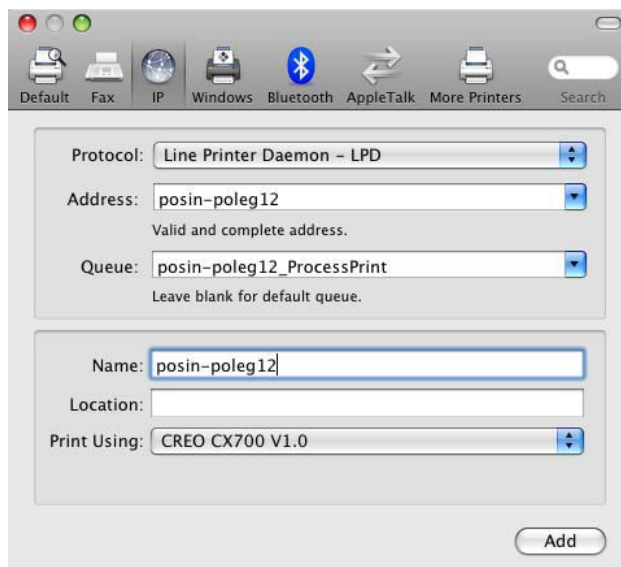 Default Fax IP Windows Bluetooth AppleTalk More Printers Search
Protocol: Line Printer Daemon – LPD
Address: posin-poleg12
Valid and complete address.
Queue: posin-poleg12_ProcessPrint
Leave blank for default queue.
Name: posin-poleg12
Location:
Print Using: CREO CX700 V1.0
Add